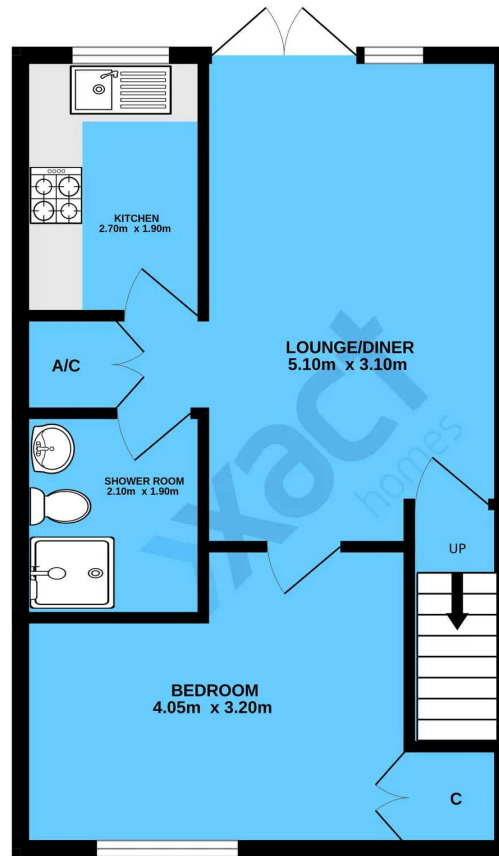 KITCHEN
2.70m x 1.90m
A/C
LOUNGE/DINER
5.10m x 3.10m
SHOWER ROOM
2.10m x 1.90m
UP
BEDROOM
4.05m x 3.20m
C
xact
homes